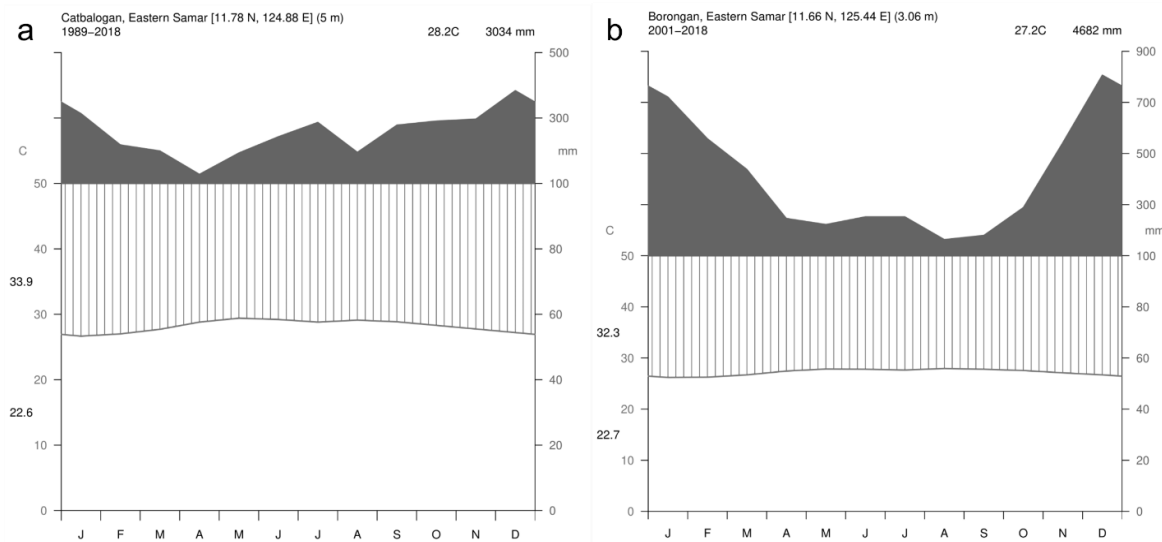 a
Catbalogan, Eastern Samar [11.78 N, 124.88 E] (5 m)
1989−2018 28.2C 3034 mm
500
300
C mm
50 100
40 80
33.9
30 60
20 40
22.6
10 20
0 0
J F M A M J J A S O N D
b
Borongan, Eastern Samar [11.66 N, 125.44 E] (3.06 m)
2001−2018 27.2C 4682 mm
900
700
500
300
C mm
50 100
40 80
32.3
30 60
20 40
22.7
10 20
0 0
J F M A M J J A S O N D